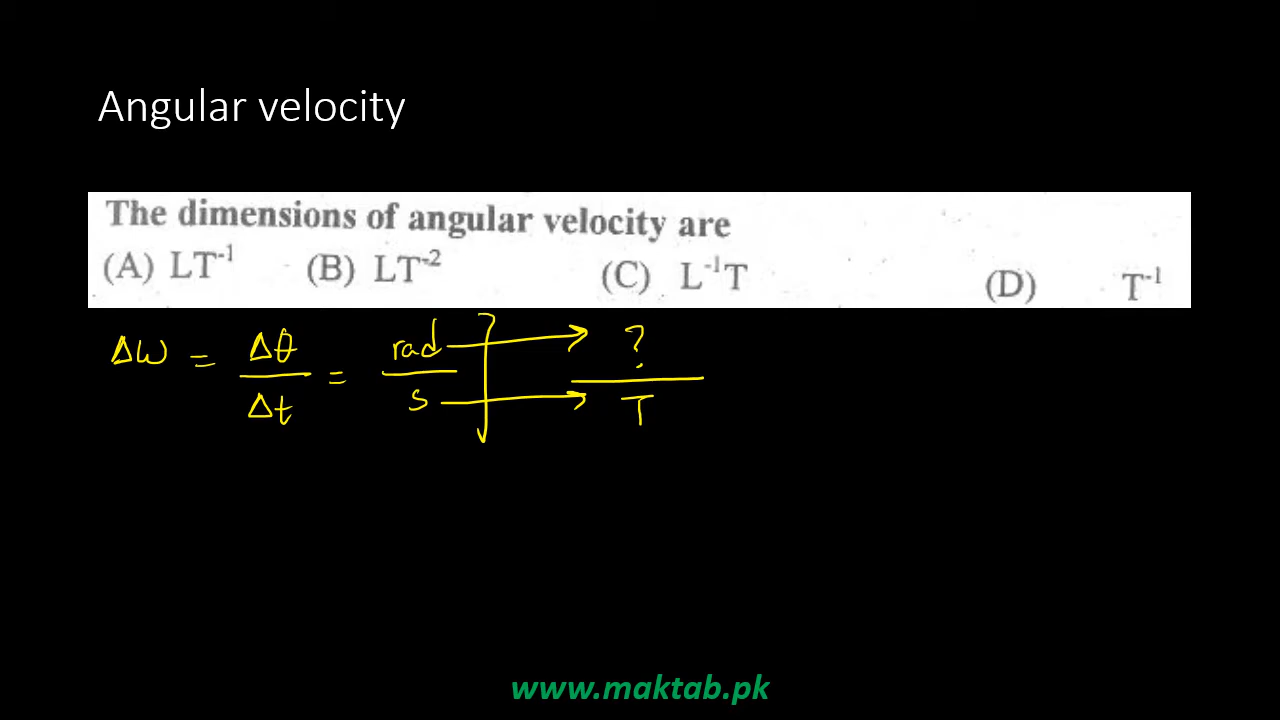 Angular velocity
The dimensions of angular velocity are
(A) LT⁻¹ (B) LT⁻² (C) L⁻¹T (D) T⁻¹
Δω = Δθ/Δt = rad/s → ?/T
www.maktab.pk